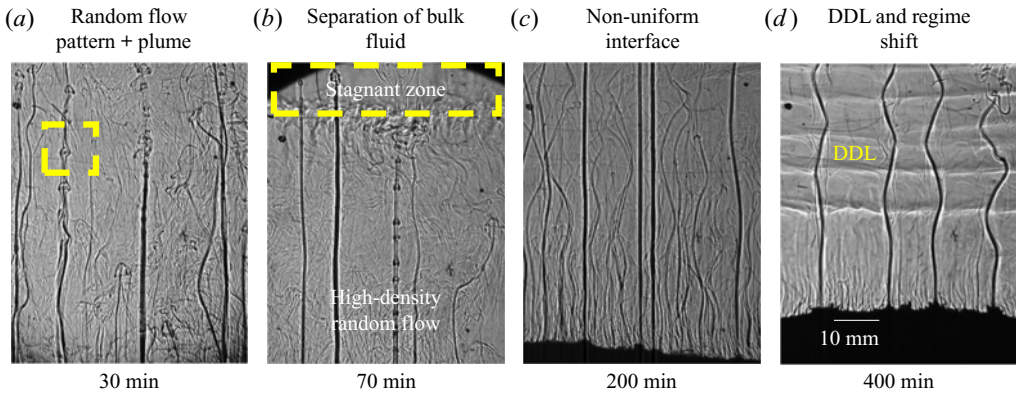 (a) Random flow
pattern + plume
(b) Separation of bulk
fluid
(c) Non-uniform
interface
(d) DDL and regime
shift
Stagnant zone
High-density
random flow
DDL
10 mm
30 min
70 min
200 min
400 min